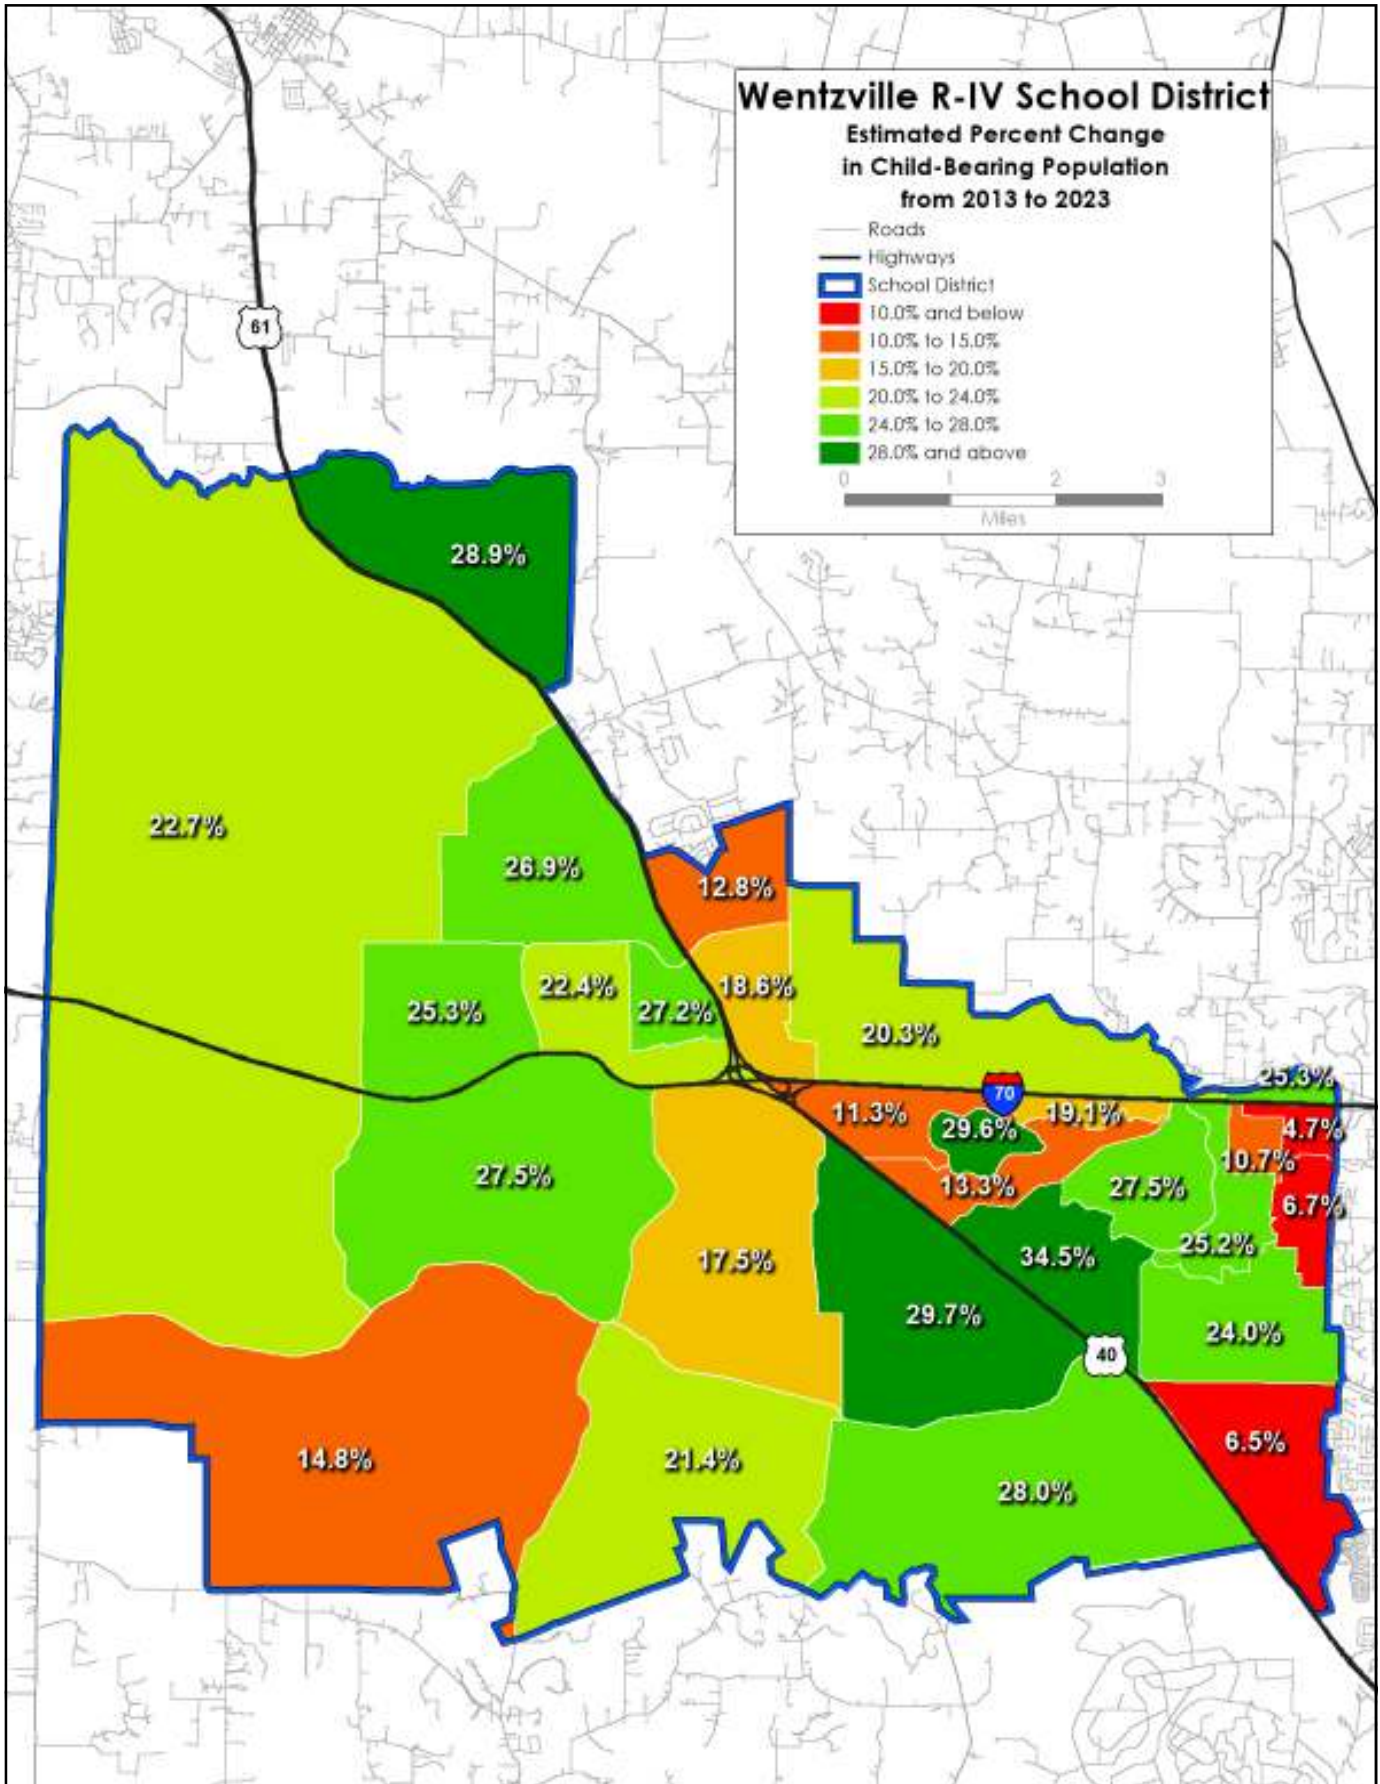 Wentzville R-IV School District
Estimated Percent Change
in Child-Bearing Population
from 2013 to 2023
Roads
Highways
School District
10.0% and below
10.0% to 15.0%
15.0% to 20.0%
20.0% to 24.0%
24.0% to 28.0%
28.0% and above
0 1 2 3
Miles
61
28.9%
22.7%
26.9%
12.8%
22.4%
18.6%
25.3%
27.2%
20.3%
25.3%
70
11.3%
19.1%
29.6%
4.7%
10.7%
27.5%
13.3%
27.5%
6.7%
25.2%
34.5%
17.5%
29.7%
24.0%
40
6.5%
14.8%
21.4%
28.0%